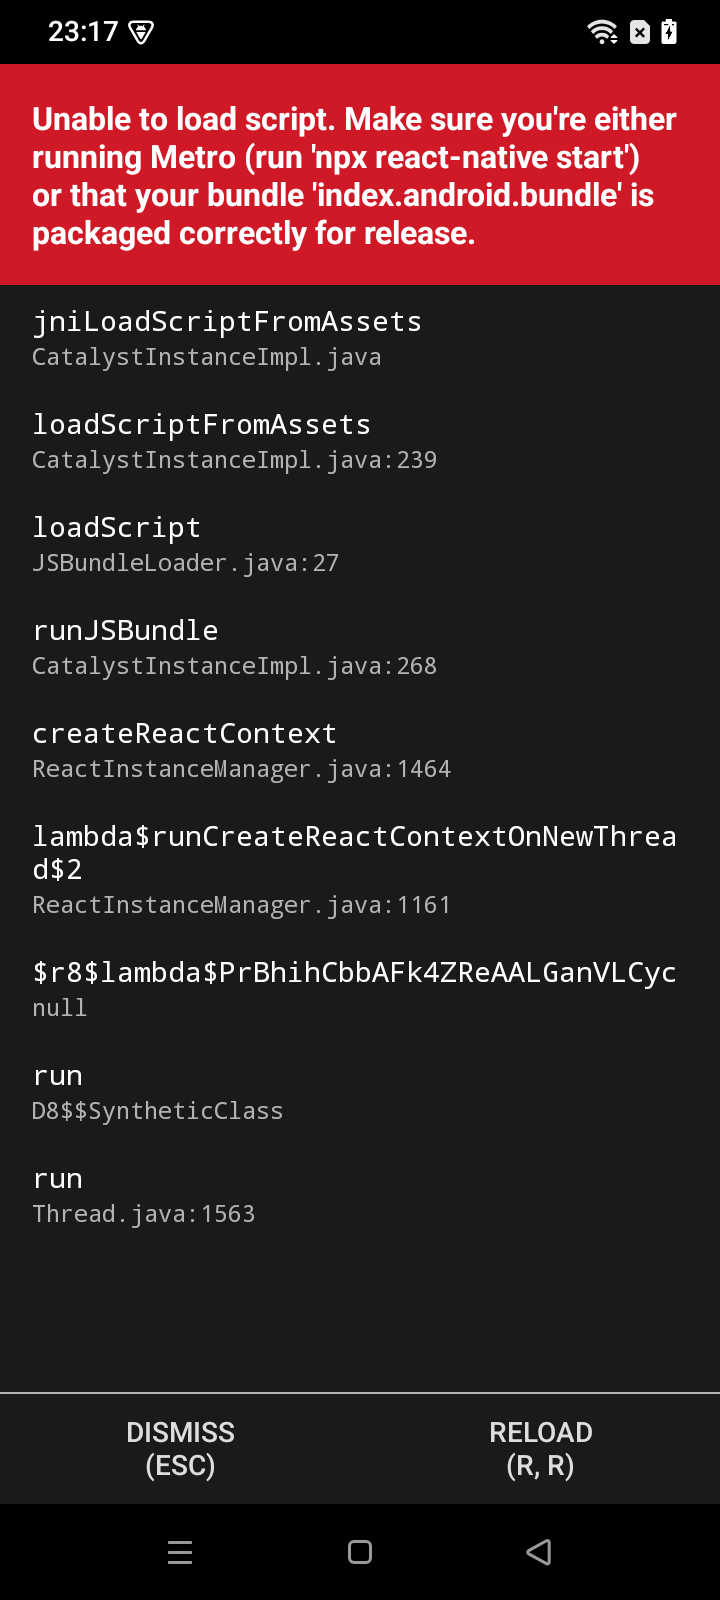 23:17
Unable to load script. Make sure you're either
running Metro (run 'npx react-native start')
or that your bundle 'index.android.bundle' is
packaged correctly for release.
jniLoadScriptFromAssets
CatalystInstanceImpl.java
loadScriptFromAssets
CatalystInstanceImpl.java:239
loadScript
JSBundleLoader.java:27
runJSBundle
CatalystInstanceImpl.java:268
createReactContext
ReactInstanceManager.java:1464
lambda$runCreateReactContextOnNewThrea
d$2
ReactInstanceManager.java:1161
$r8$lambda$PrBhihCbbAFk4ZReAALGanVLCyc
null
run
D8$$SyntheticClass
run
Thread.java:1563
DISMISS
(ESC)
RELOAD
(R, R)